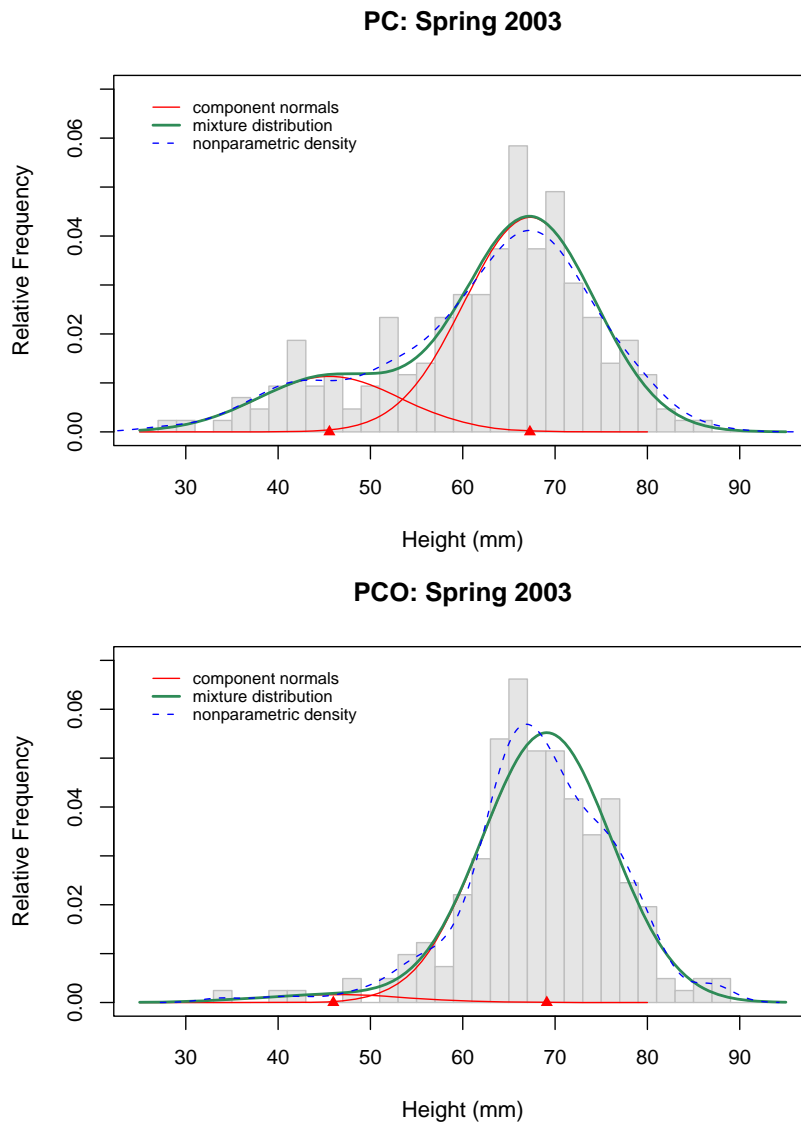 PC: Spring 2003
component normals
mixture distribution
nonparametric density
Relative Frequency
0.06
0.04
0.02
0.00
30 40 50 60 70 80 90
Height (mm)
PCO: Spring 2003
component normals
mixture distribution
nonparametric density
Relative Frequency
0.06
0.04
0.02
0.00
30 40 50 60 70 80 90
Height (mm)